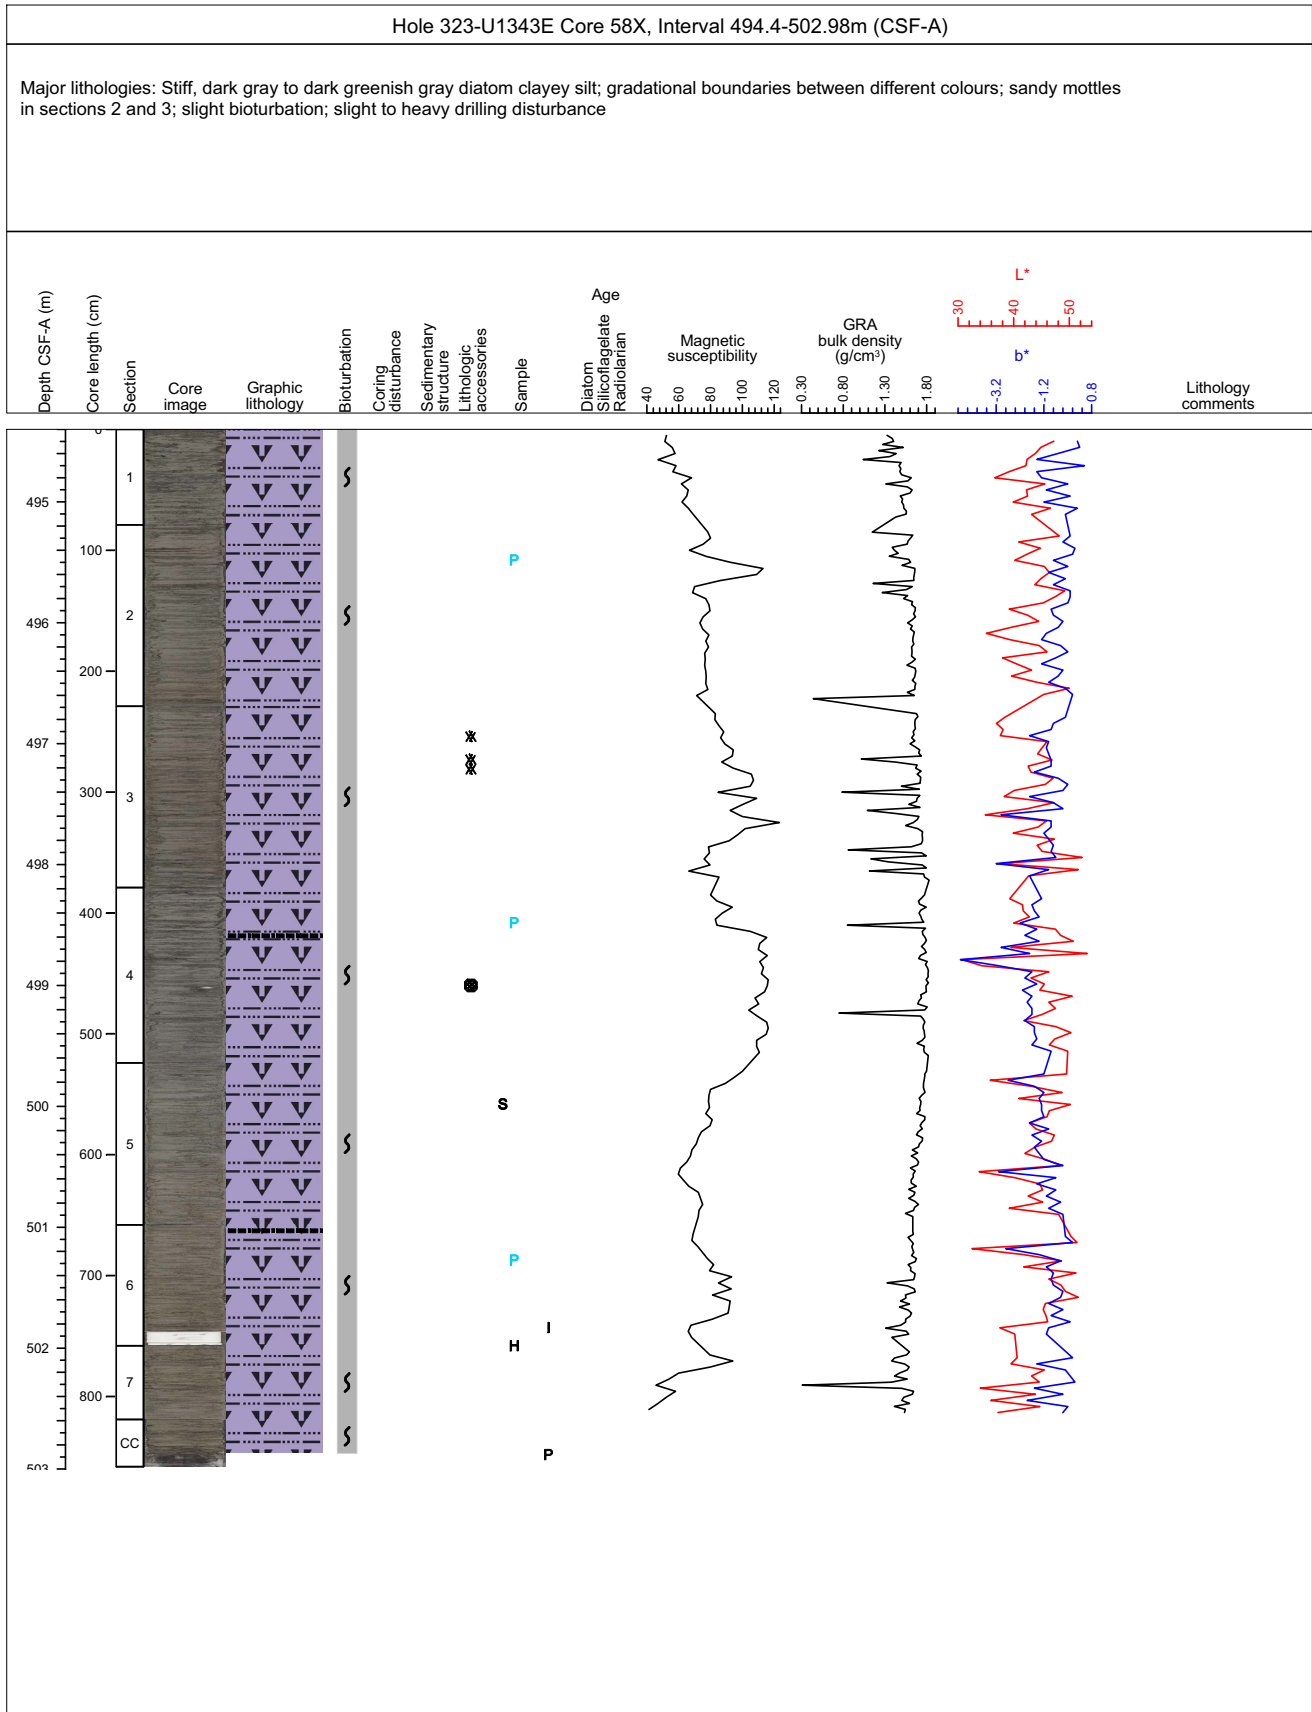 Hole 323-U1343E Core 58X, Interval 494.4-502.98m (CSF-A)
Major lithologies: Stiff, dark gray to dark greenish gray diatom clayey silt; gradational boundaries between different colours; sandy mottles
in sections 2 and 3; slight bioturbation; slight to heavy drilling disturbance
Depth CSF-A (m)
Core length (cm)
Section
Core
image
Graphic
lithology
Bioturbation
Coring
disturbance
Sedimentary
structure
Lithologic
accessories
Sample
Age
Diatom
Silicoflagelate
Radiolarian
Magnetic
susceptibility
40 60 80 100 120
GRA
bulk density
(g/cm³)
0.30 0.80 1.30 1.80
L*
30 40 50
b*
-3.2 -1.2 0.8
Lithology
comments
0
1
495
100
P
2
496
200
497
300
3
498
400
P
4
499
500
500
S
5
600
501
P
700
6
I
502
H
7
800
CC
P
503